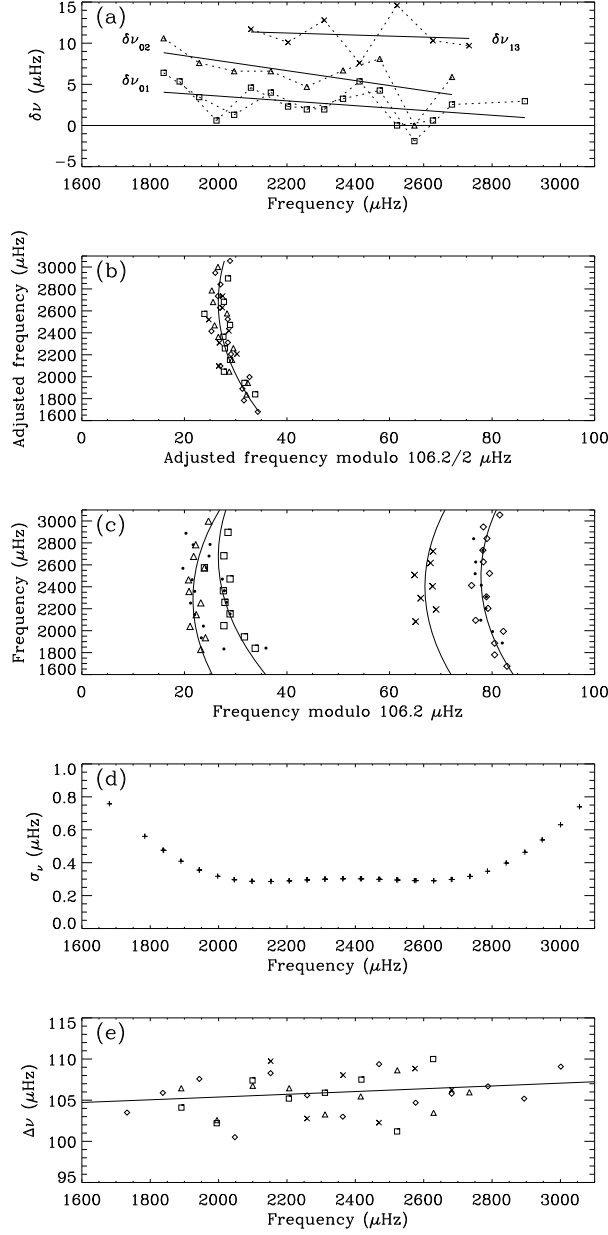 (a)
δν02
δν13
δν01
15
10
5
0
−5
δν (μHz)
1600 1800 2000 2200 2400 2600 2800 3000
Frequency (μHz)
(b)
3000
2800
2600
2400
2200
2000
1800
1600
Adjusted frequency (μHz)
0 20 40 60 80 100
Adjusted frequency modulo 106.2/2 μHz
(c)
3000
2800
2600
2400
2200
2000
1800
1600
Frequency (μHz)
0 20 40 60 80 100
Frequency modulo 106.2 μHz
(d)
1.0
0.8
0.6
0.4
0.2
0.0
σν (μHz)
1600 1800 2000 2200 2400 2600 2800 3000
Frequency (μHz)
(e)
115
110
105
100
95
Δν (μHz)
1600 1800 2000 2200 2400 2600 2800 3000
Frequency (μHz)